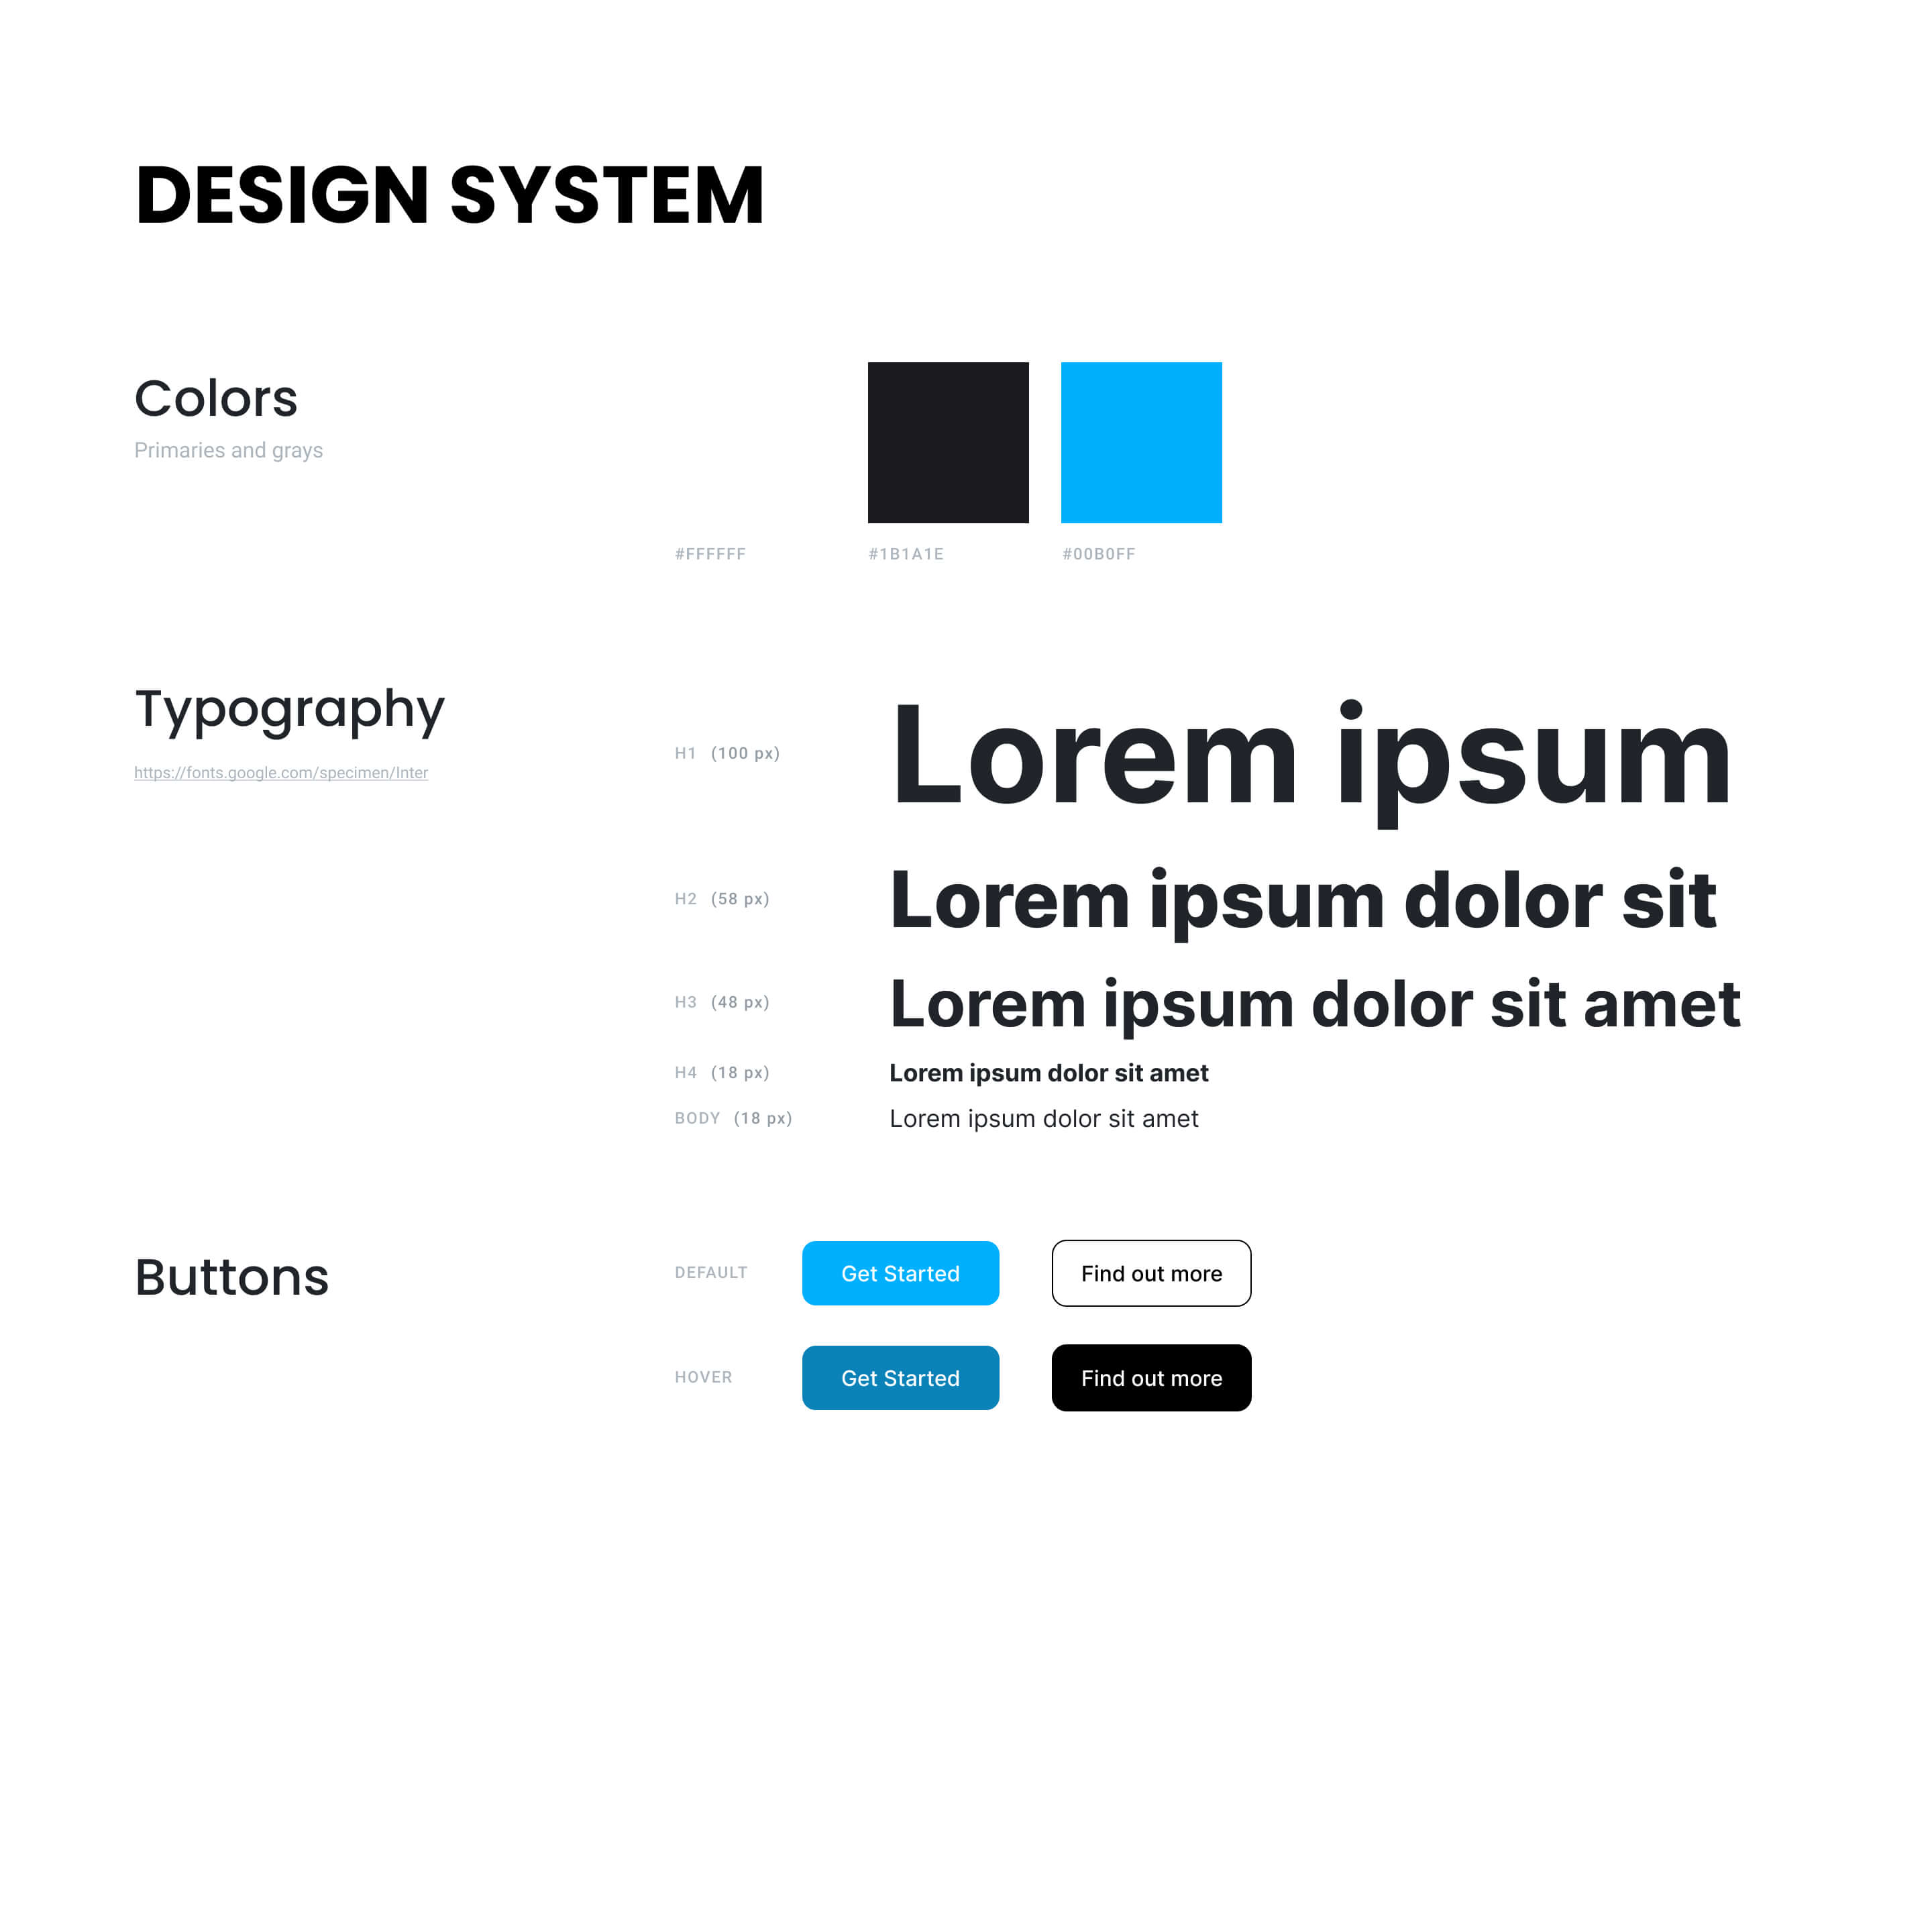 DESIGN SYSTEM
Colors
Primaries and grays
#FFFFFF
#1B1A1E
#00B0FF
Typography
https://fonts.google.com/specimen/Inter
H1 (100 px) Lorem ipsum
H2 (58 px) Lorem ipsum dolor sit
H3 (48 px) Lorem ipsum dolor sit amet
H4 (18 px) Lorem ipsum dolor sit amet
BODY (18 px) Lorem ipsum dolor sit amet
Buttons
DEFAULT Get Started Find out more
HOVER Get Started Find out more